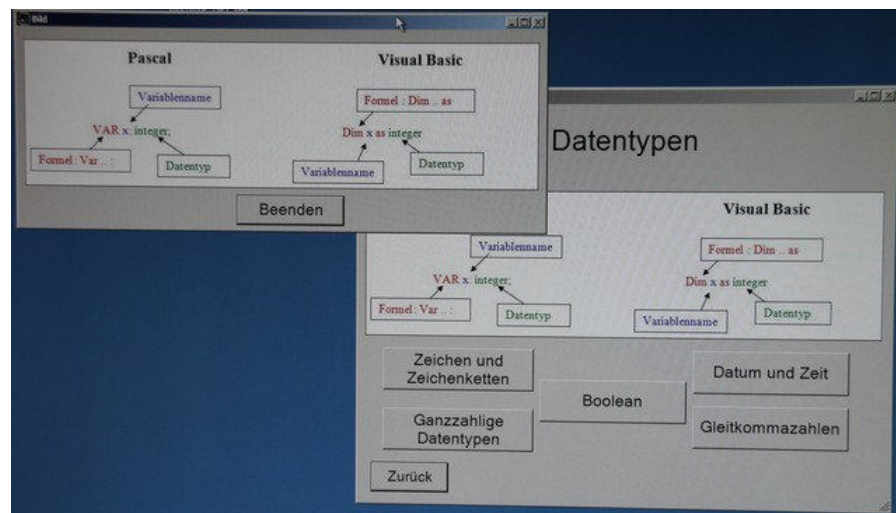 Bild
Pascal
Visual Basic
Variablenname
Formel : Dim .. as
VAR x: integer;
Dim x as integer
Formel: Var .. :
Datentyp
Variablenname
Datentyp
Beenden
Datentypen
Visual Basic
Variablenname
Formel : Dim .. as
VAR x: integer;
Dim x as integer
Formel: Var .. :
Datentyp
Variablenname
Datentyp
Zeichen und
Zeichenketten
Datum und Zeit
Boolean
Ganzzahlige
Datentypen
Gleitkommazahlen
Zurück